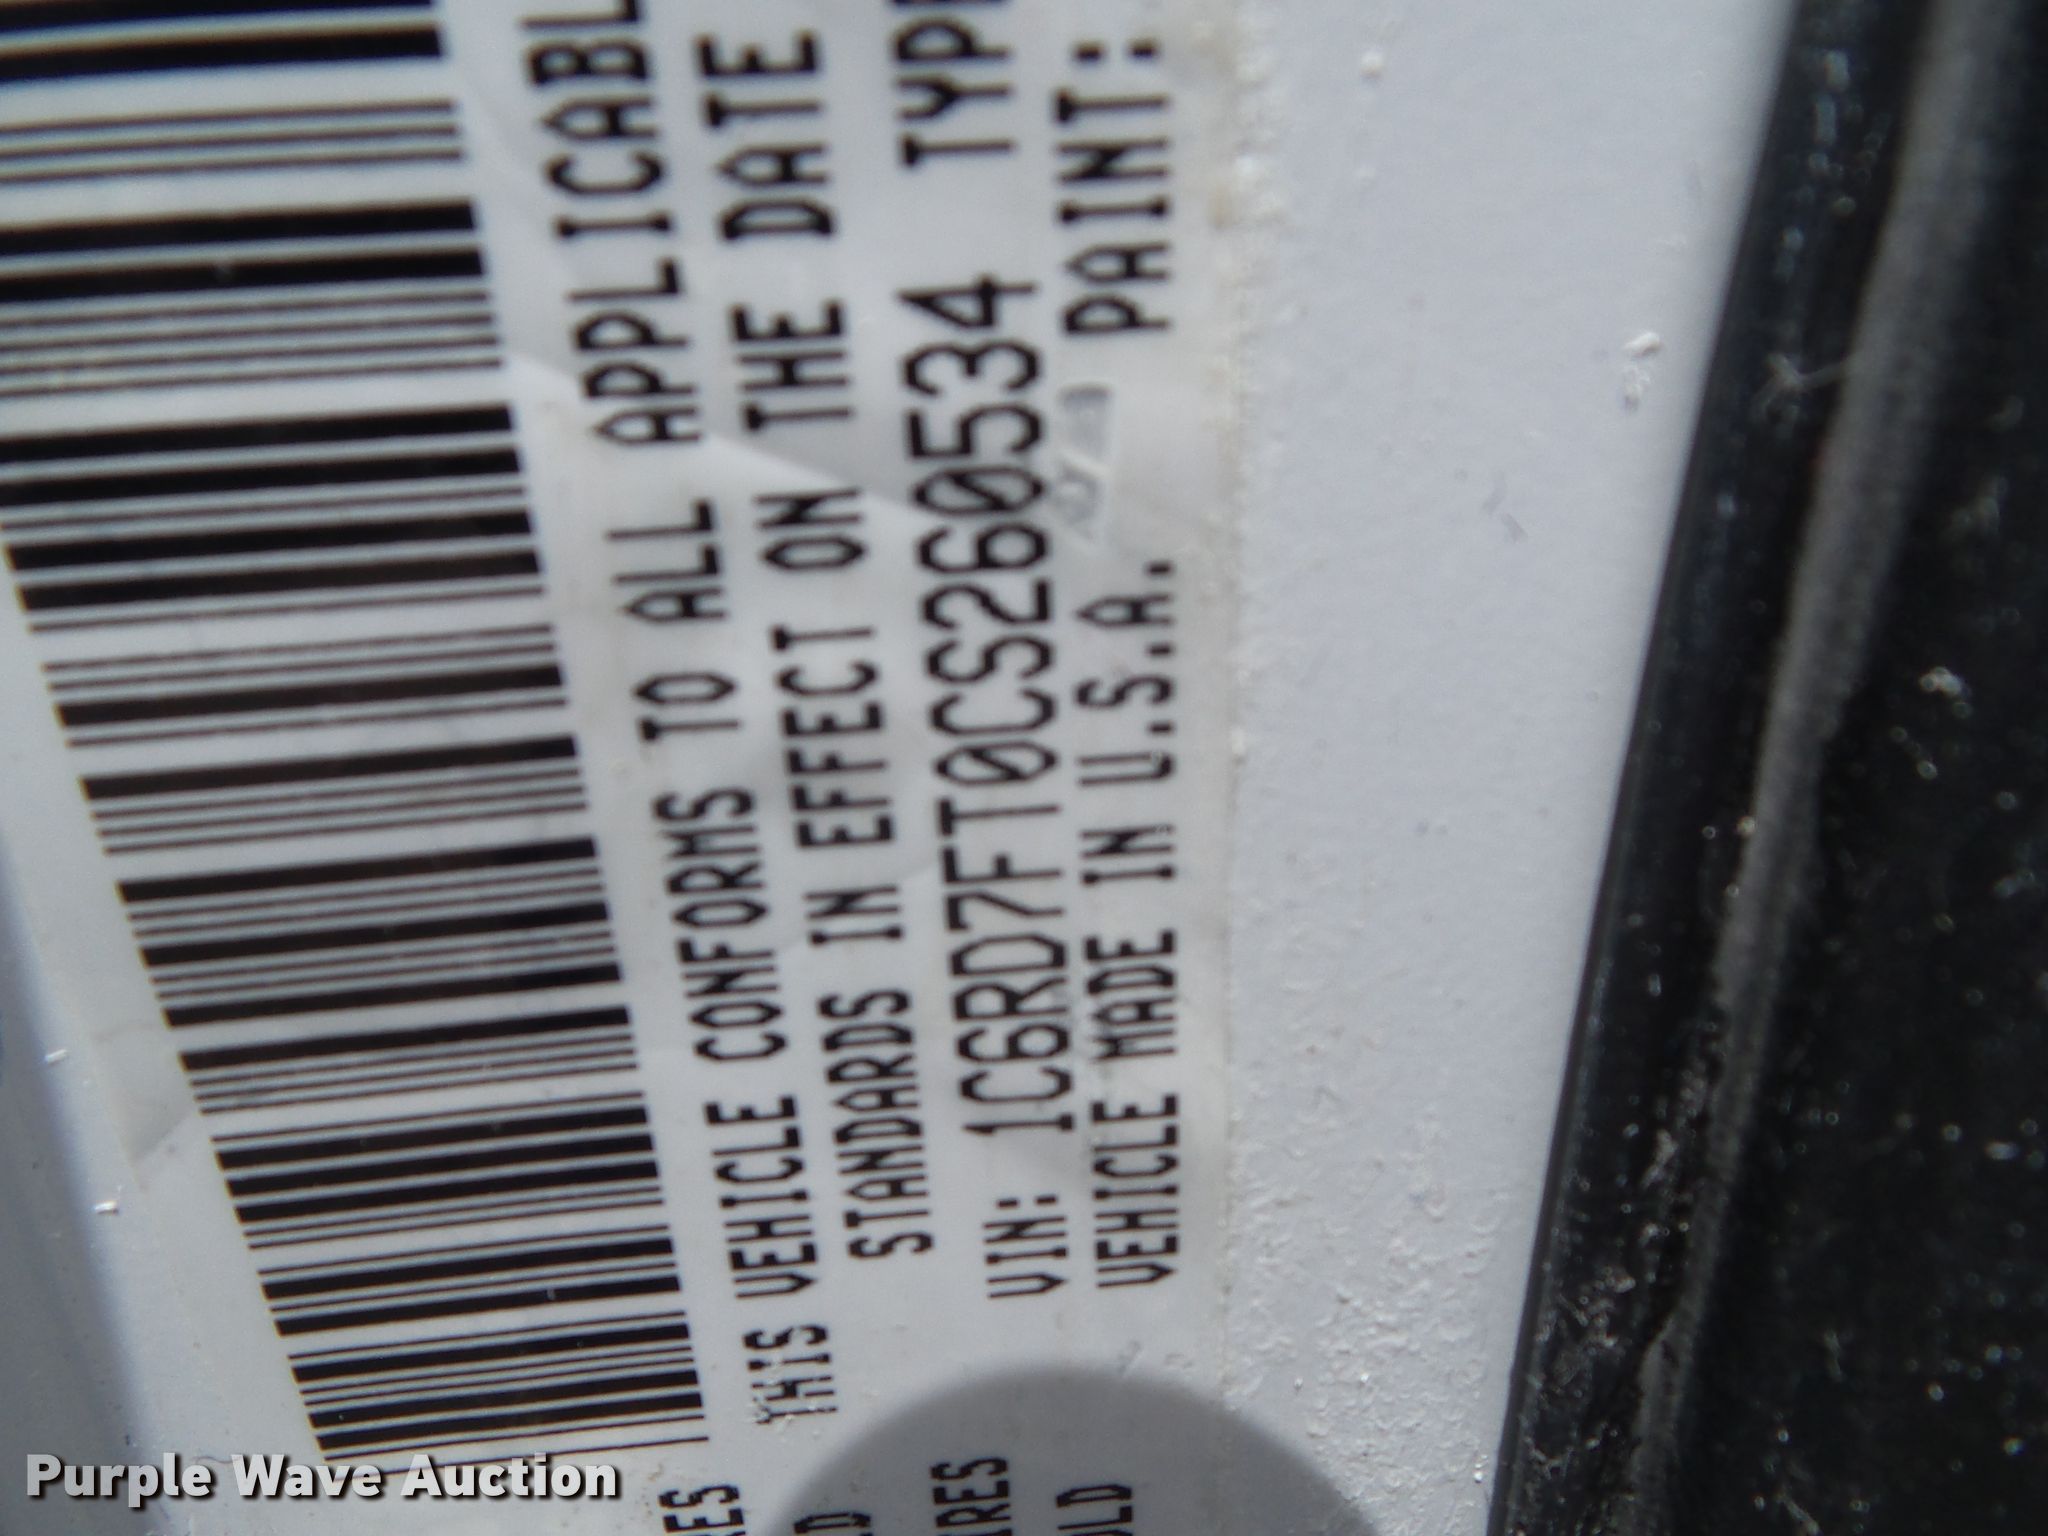 THIS VEHICLE CONFORMS TO ALL APPLICABL
STANDARDS IN EFFECT ON THE DATE
VIN: 1C6RD7FT0CS260534 TYP
VEHICLE MADE IN U.S.A. PAINT:
Purple Wave Auction